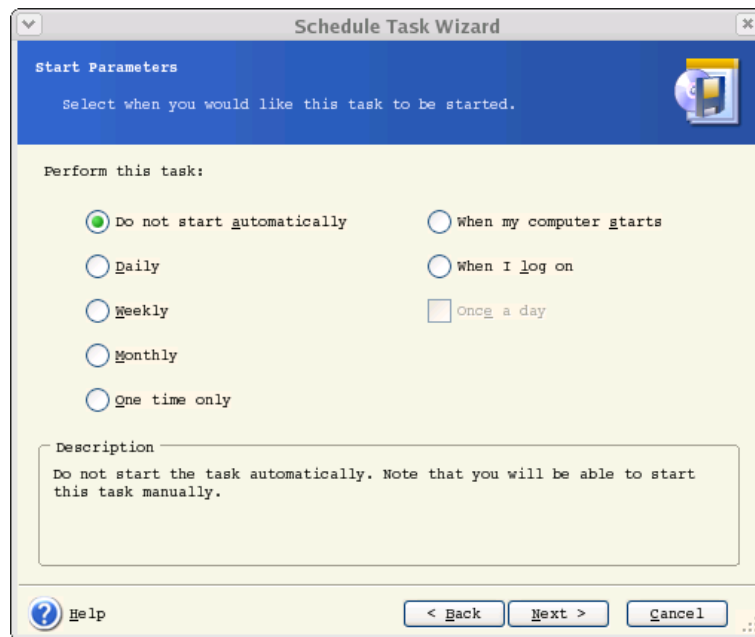 Schedule Task Wizard
Start Parameters
Select when you would like this task to be started.
Perform this task:
Do not start automatically
When my computer starts
Daily
When I log on
Weekly
Once a day
Monthly
One time only
Description
Do not start the task automatically. Note that you will be able to start
this task manually.
Help
< Back
Next >
Cancel